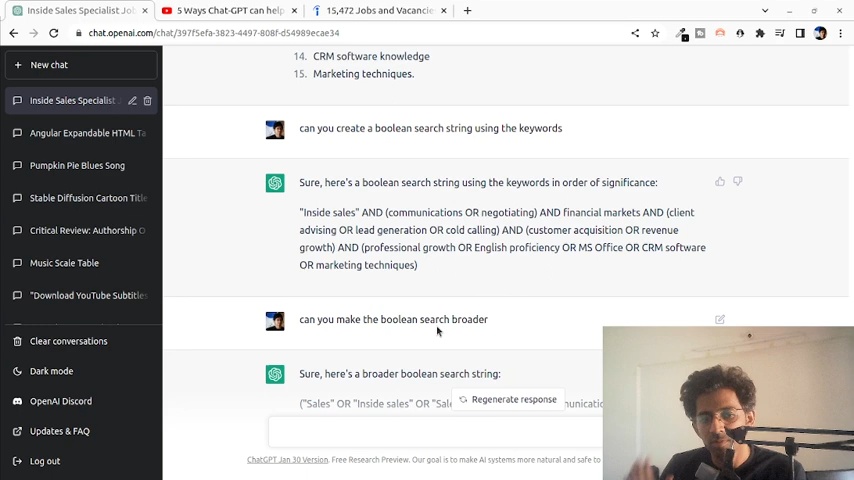 Inside Sales Specialist Job
5 Ways Chat-GPT can help
15,472 Jobs and Vacancies
chat.openai.com/chat/397f5efa-3823-4497-808f-d54989ecae34
New chat
Inside Sales Specialist
Angular Expandable HTML Ta
Pumpkin Pie Blues Song
Stable Diffusion Cartoon Title
Critical Review: Authorship O
Music Scale Table
"Download YouTube Subtitles
Clear conversations
Dark mode
OpenAI Discord
Updates & FAQ
Log out
14. CRM software knowledge
15. Marketing techniques.
can you create a boolean search string using the keywords
Sure, here's a boolean search string using the keywords in order of significance:
"Inside sales" AND (communications OR negotiating) AND financial markets AND (client
advising OR lead generation OR cold calling) AND (customer acquisition OR revenue
growth) AND (professional growth OR English proficiency OR MS Office OR CRM software
OR marketing techniques)
can you make the boolean search broader
Sure, here's a broader boolean search string:
("Sales" OR "Inside sales" OR "Sale
Regenerate response
ChatGPT Jan 30 Version. Free Research Preview. Our goal is to make AI systems more natural and safe to